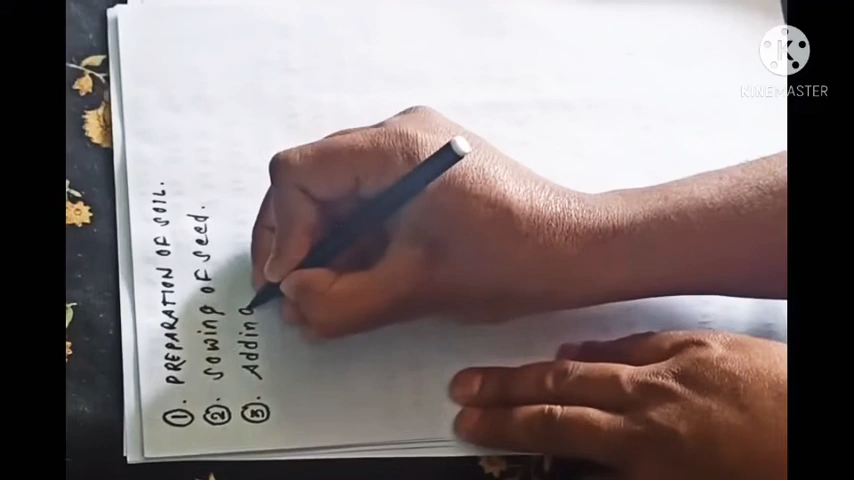 ①. PREPARATION OF SOIL.
②. Sowing OF Seed.
③. Adding
KINEMASTER